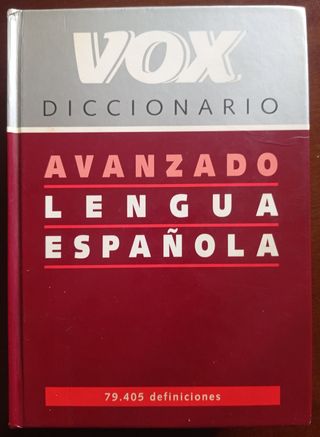 VOX
DICCIONARIO
AVANZADO
LENGUA
ESPAÑOLA
79.405 definiciones